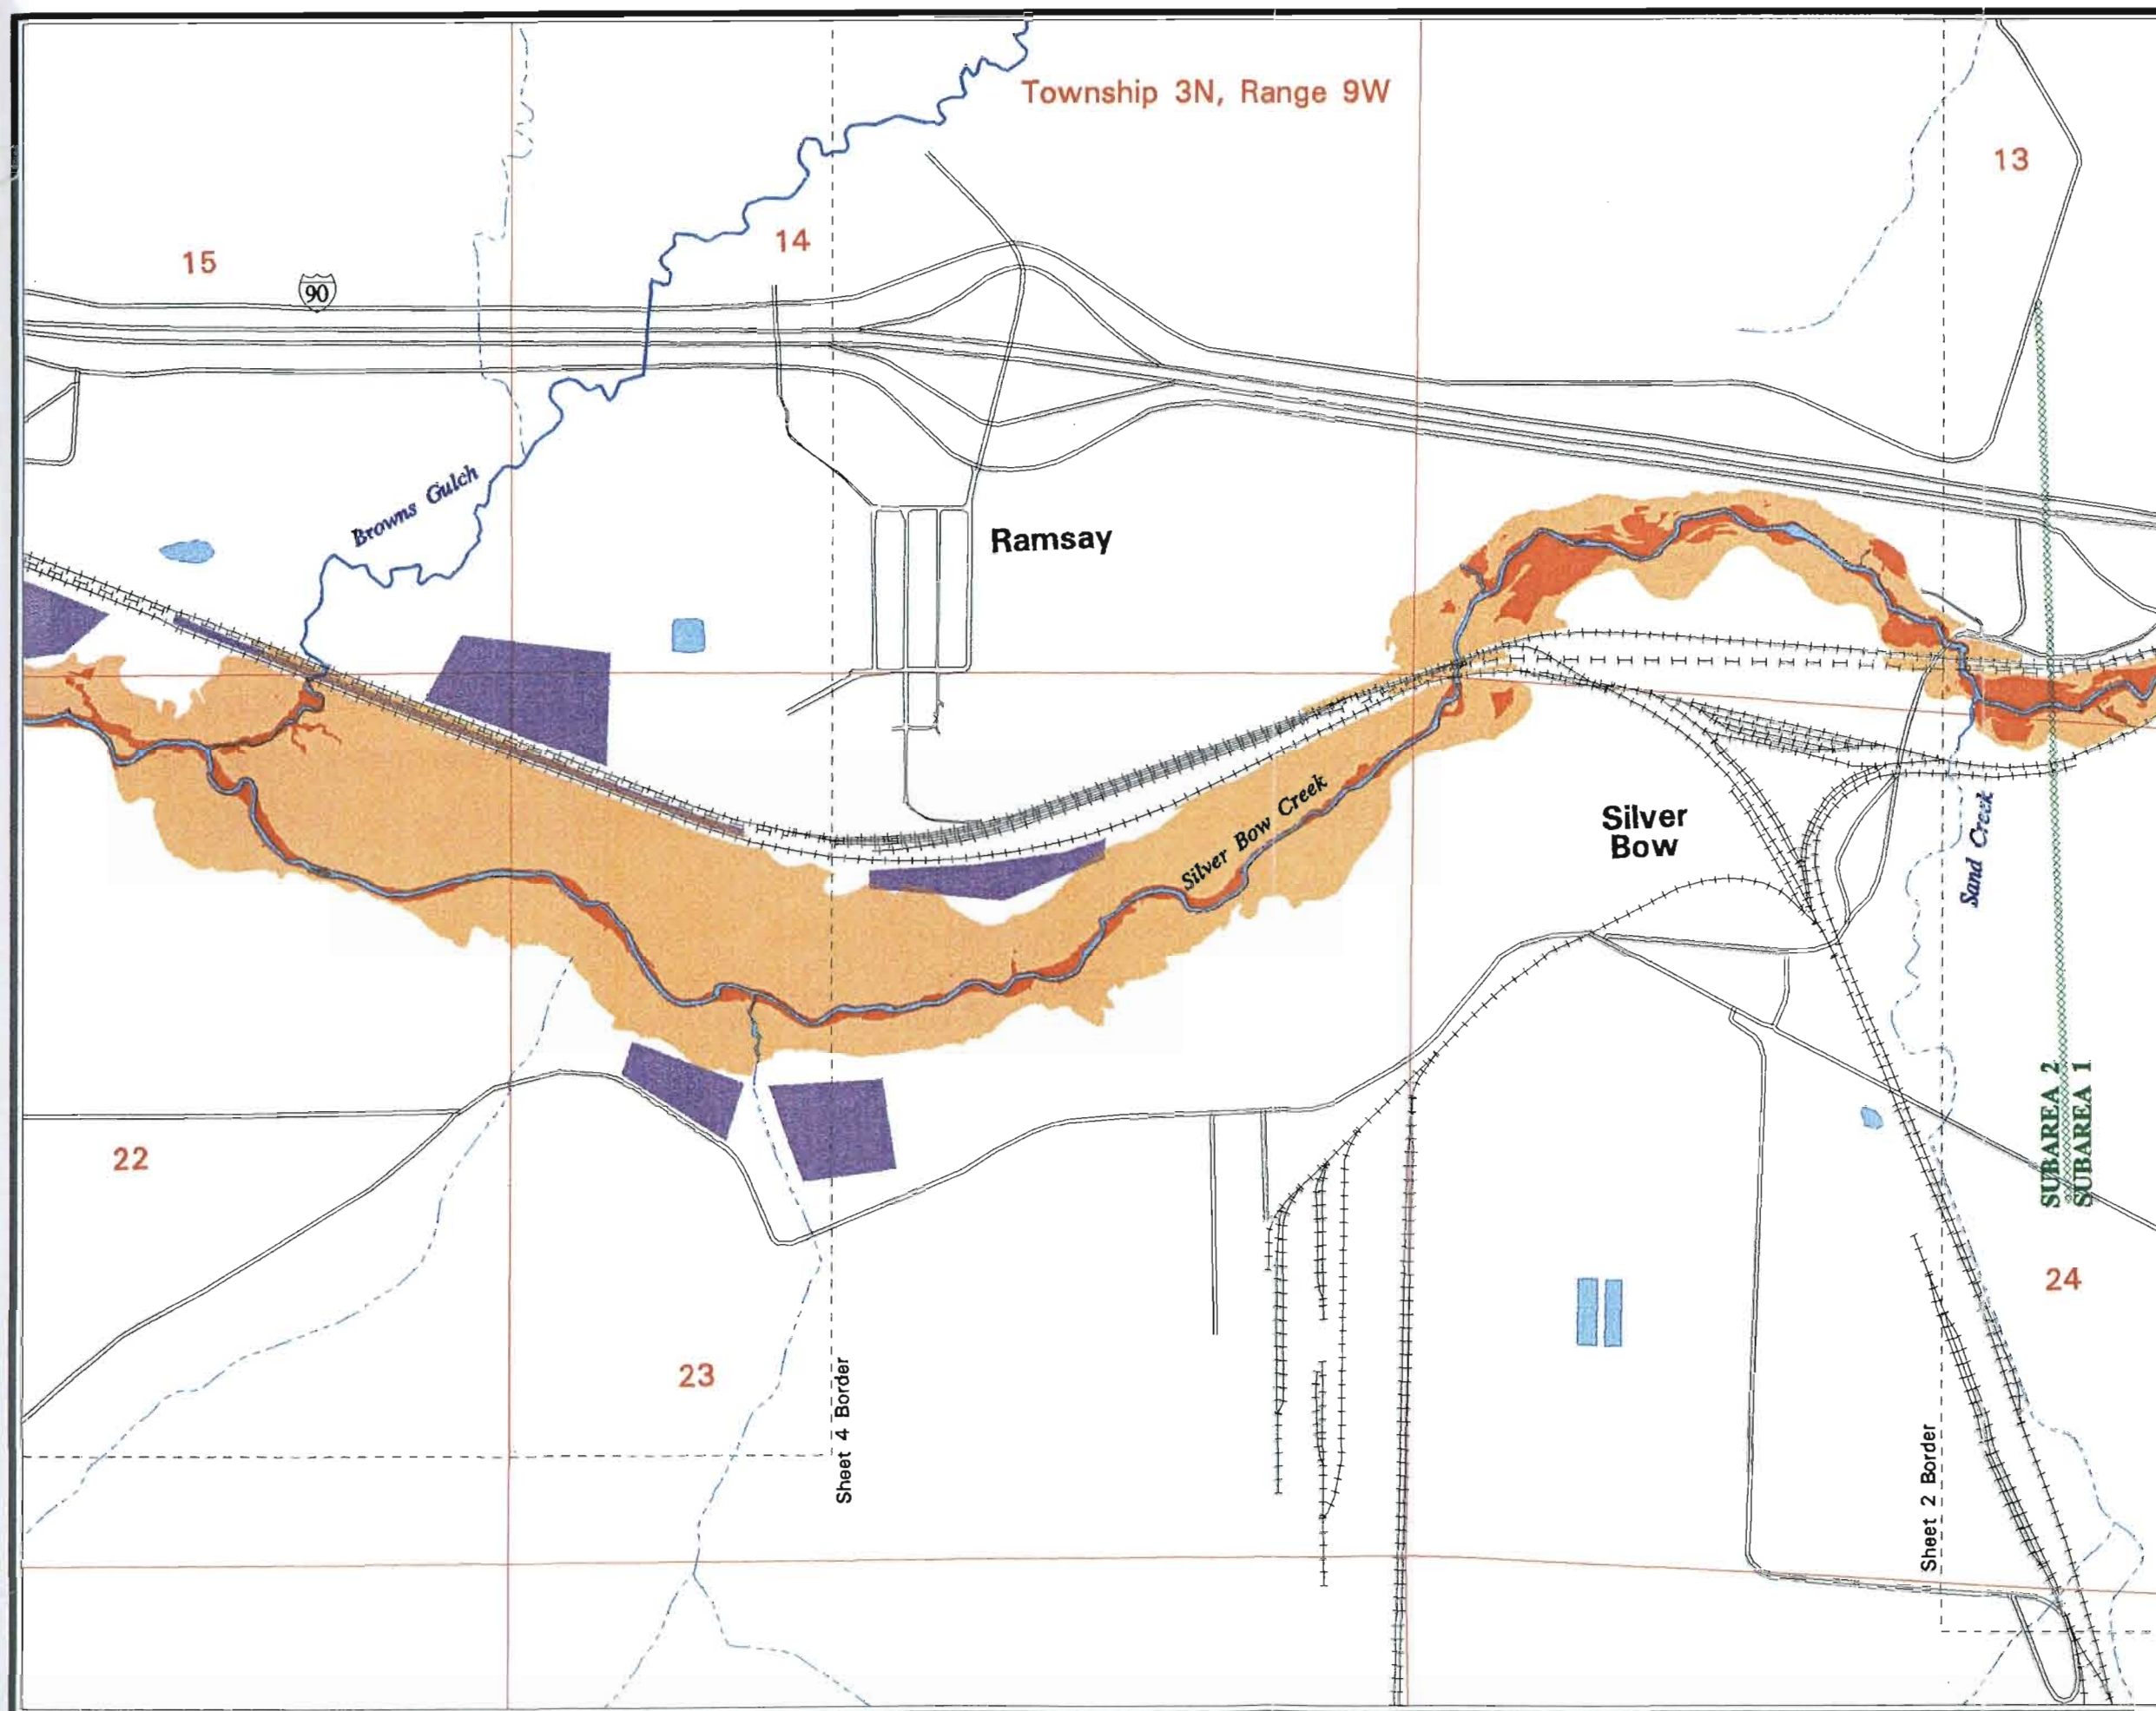 Township 3N, Range 9W
13
14
15
90
Browns Gulch
Ramsay
Silver Bow Creek
Silver
Bow
Sand Creek
SUBAREA 2
SUBAREA 1
22
24
23
Sheet 4 Border
Sheet 2 Border